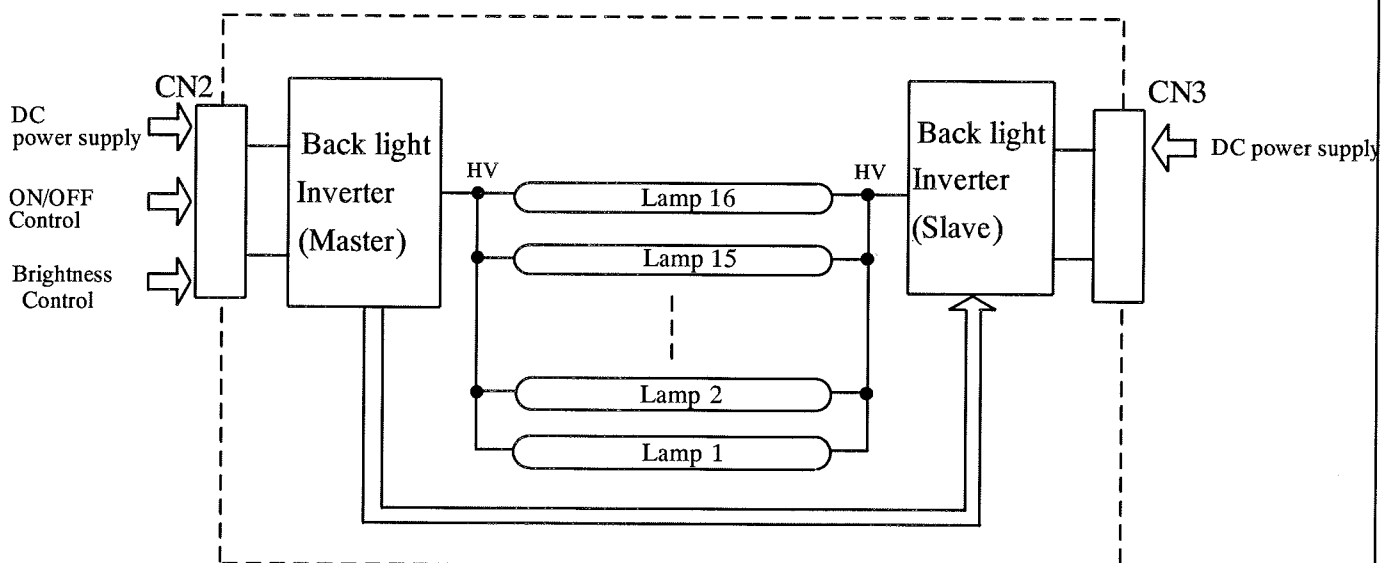 CN2
DC
power supply
ON/OFF
Control
Brightness
Control
Back light
Inverter
(Master)
HV
Lamp 16
Lamp 15
Lamp 2
Lamp 1
HV
Back light
Inverter
(Slave)
CN3
DC power supply